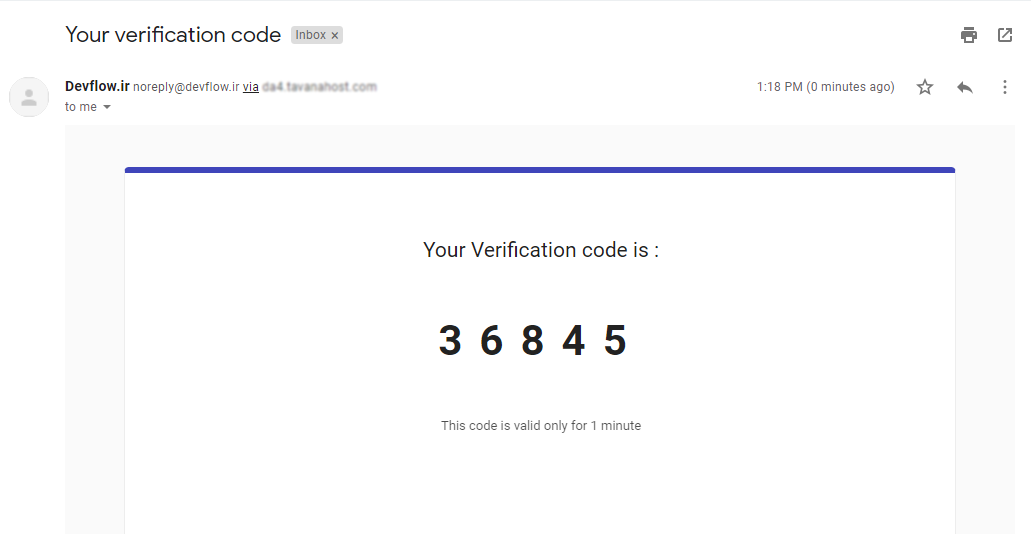 Your verification code Inbox x
Devflow.ir noreply@devflow.ir via da4.tavanahost.com 1:18 PM (0 minutes ago)
to me
Your Verification code is :
3 6 8 4 5
This code is valid only for 1 minute